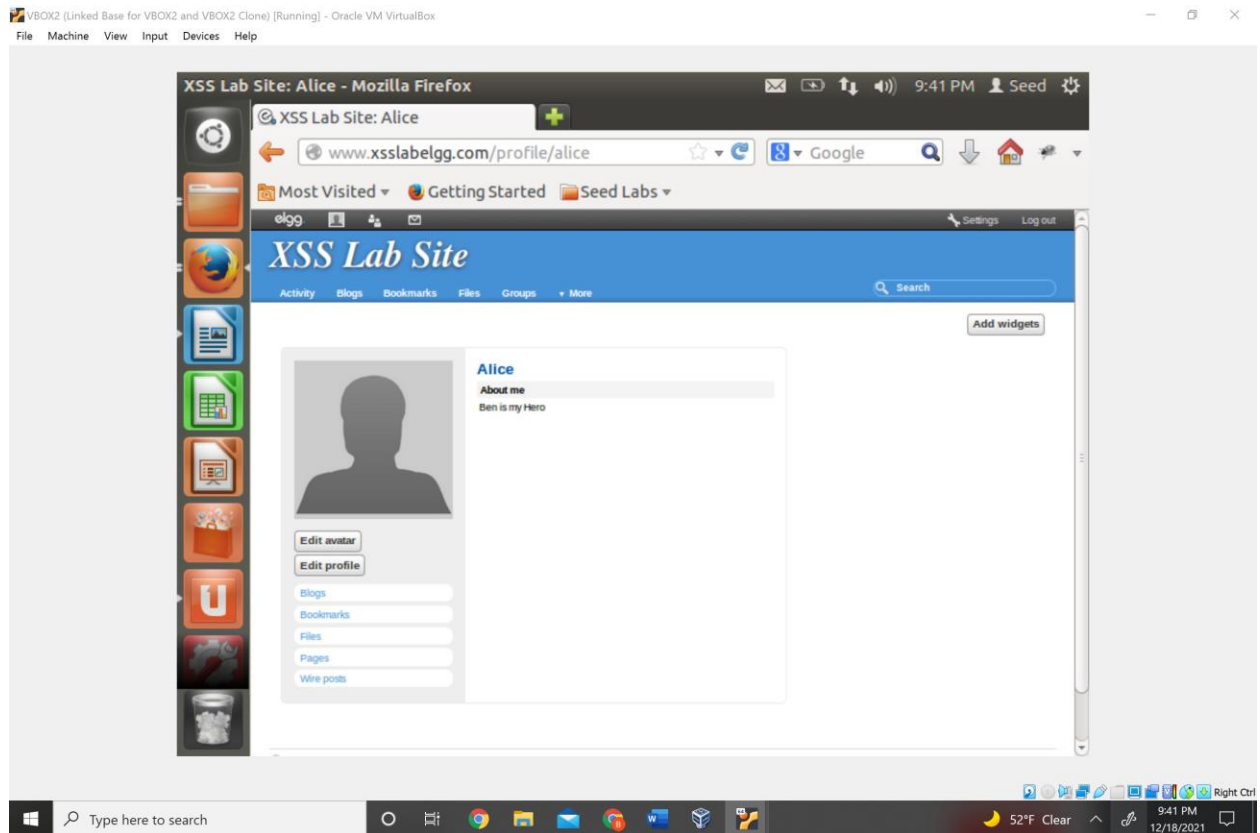 VBOX2 (Linked Base for VBOX2 and VBOX2 Clone) [Running] - Oracle VM VirtualBox
File Machine View Input Devices Help
XSS Lab Site: Alice - Mozilla Firefox 9:41 PM Seed
XSS Lab Site: Alice
www.xsslabelgg.com/profile/alice Google
Most Visited Getting Started Seed Labs
elgg Settings Log out
XSS Lab Site
Activity Blogs Bookmarks Files Groups More Search
Add widgets
Alice
About me
Ben is my Hero
Edit avatar
Edit profile
Blogs
Bookmarks
Files
Pages
Wire posts
Right Ctrl
Type here to search 52°F Clear 9:41 PM
12/18/2021